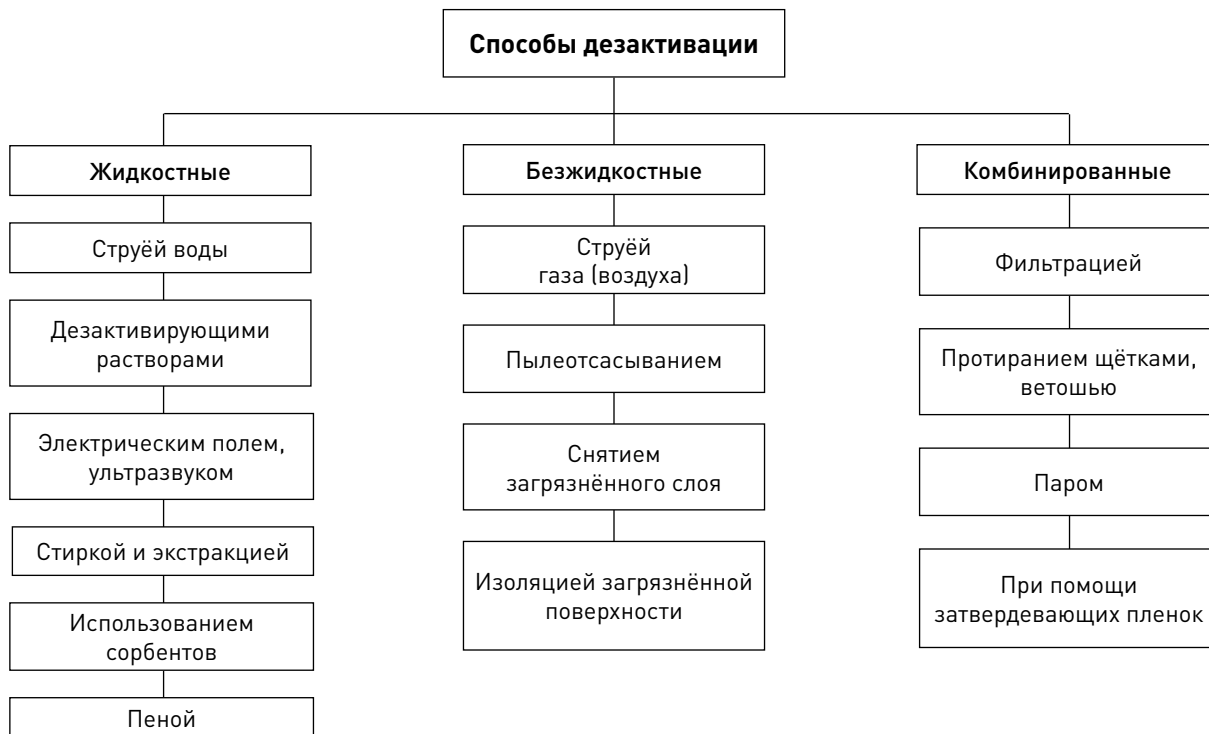 Способы дезактивации
Жидкостные
Струёй воды
Дезактивирующими
растворами
Электрическим полем,
ультразвуком
Стиркой и экстракцией
Использованием
сорбентов
Пеной
Безжидкостные
Струёй
газа (воздуха)
Пылеотсасыванием
Снятием
загрязнённого слоя
Изоляцией загрязнённой
поверхности
Комбинированные
Фильтрацией
Протиранием щётками,
ветошью
Паром
При помощи
затвердевающих пленок